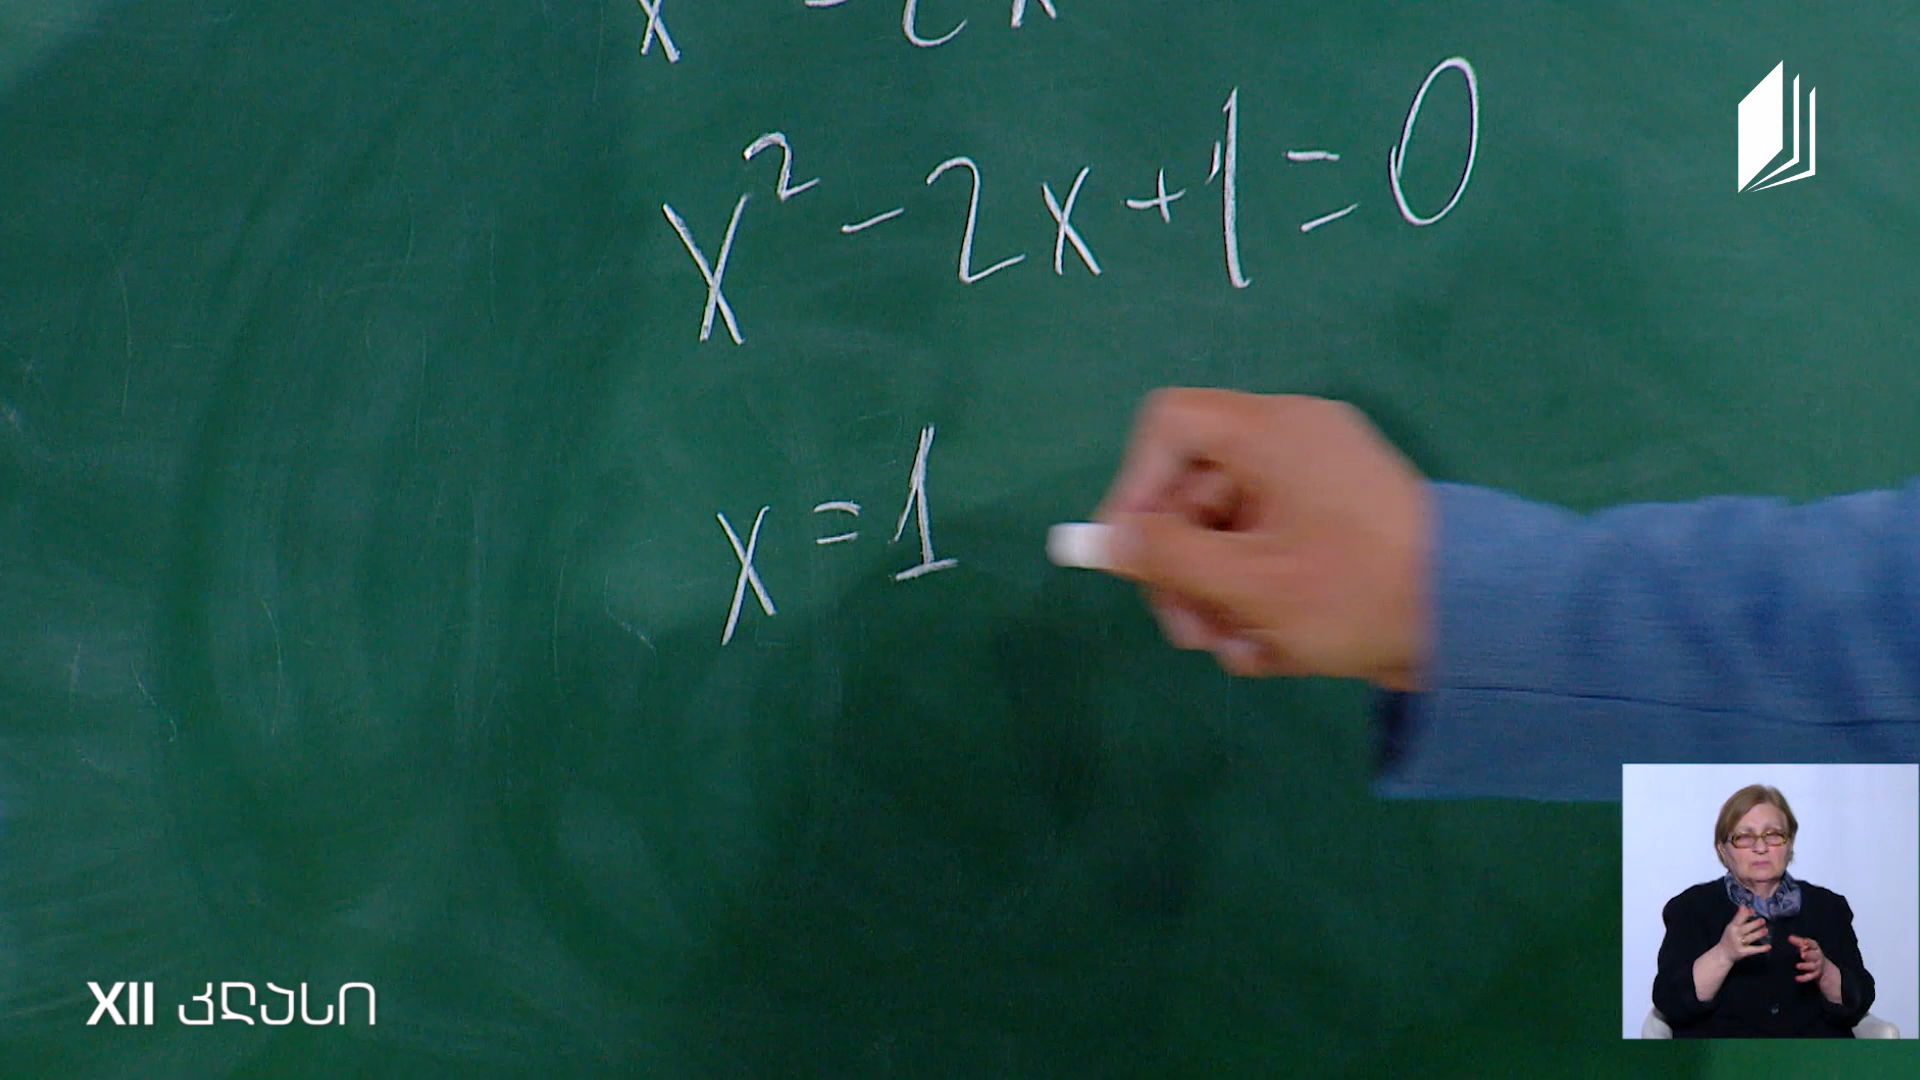 x² - 2x + 1 = 0
x = 1
XII კლასი